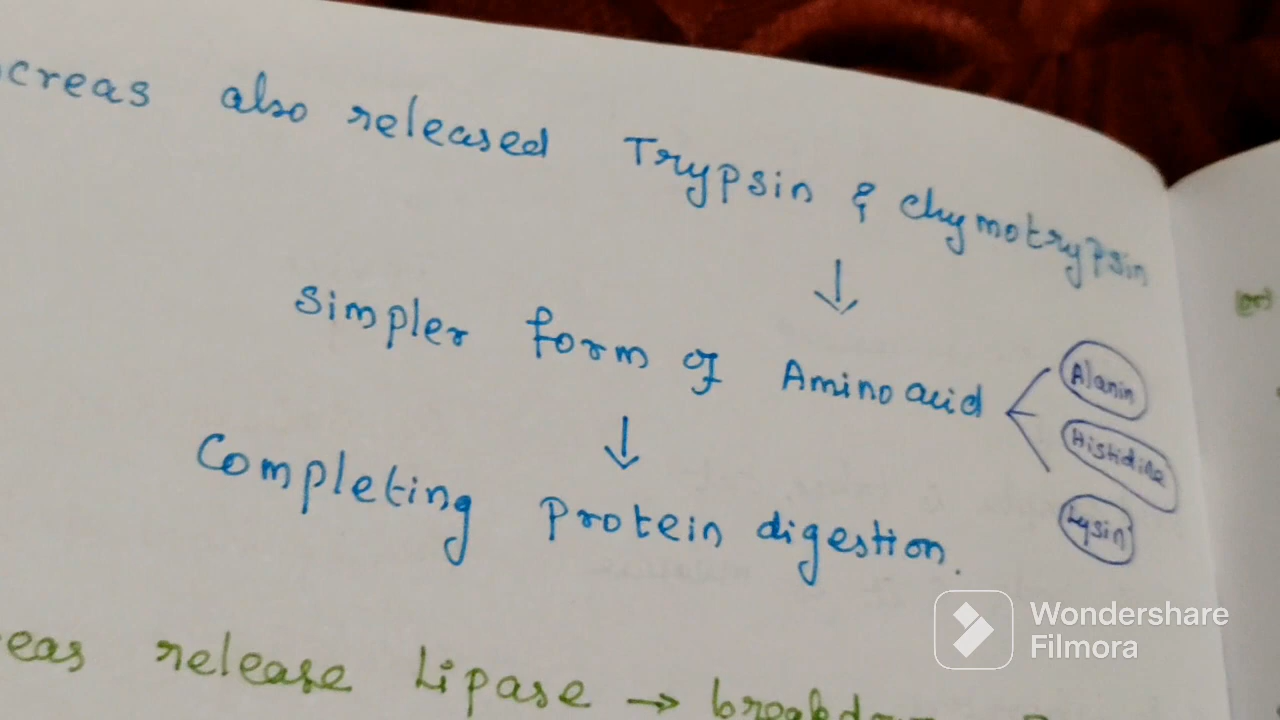 creas also released Trypsin & chymotrypsin
↓
simpler form of Amino acid
Alanin
Histidine
Lysin
↓
Completing protein digestion.
eas release Lipase →
Wondershare
Filmora